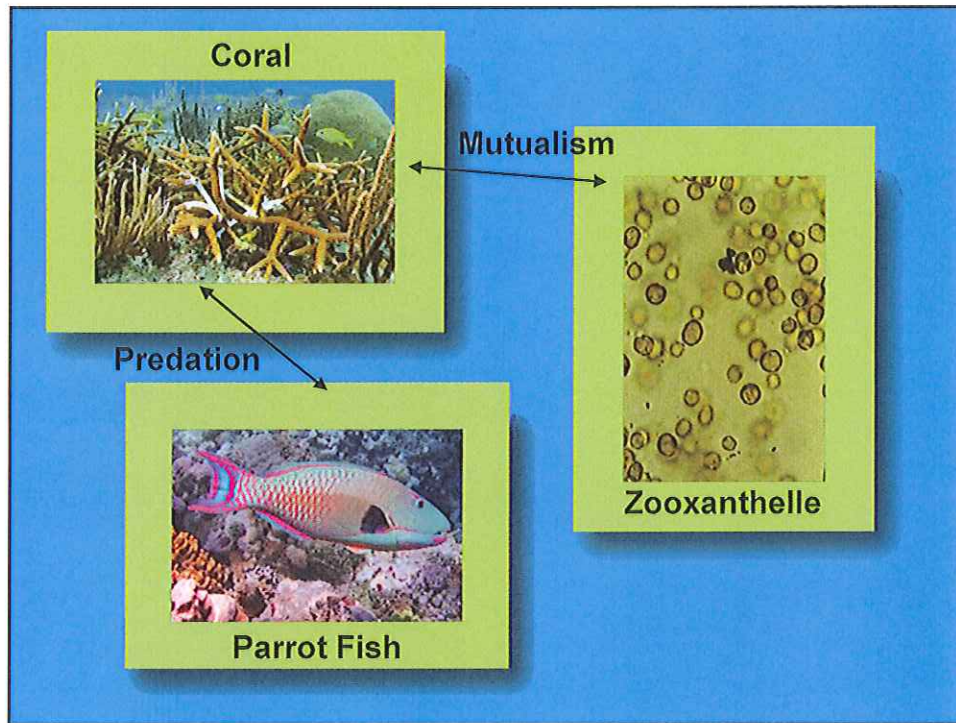 Coral
Mutualism
Predation
Zooxanthelle
Parrot Fish